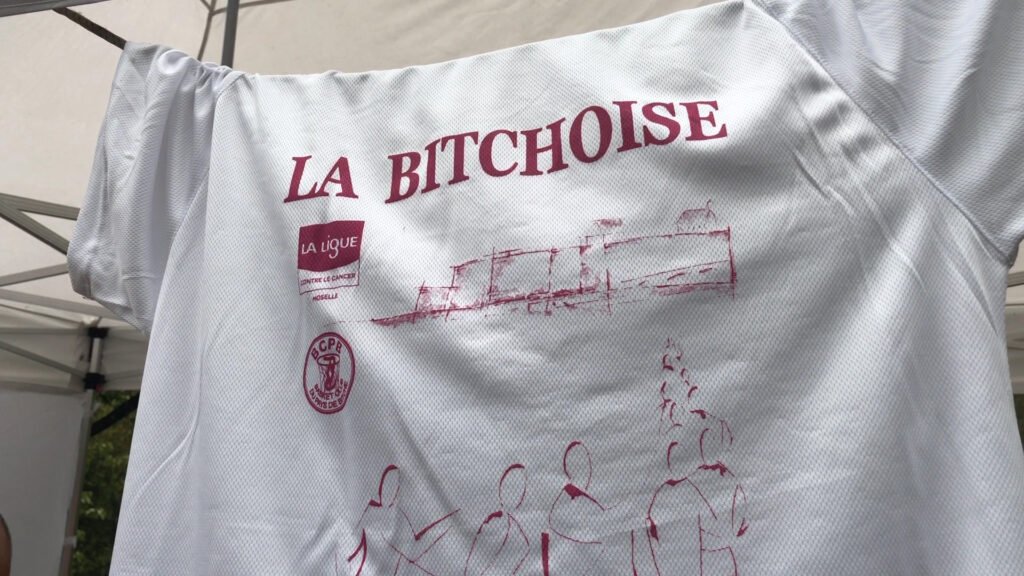 LA BITCHOISE
LA LIGUE
CONTRE LE CANCER
MOSELLE
BCPB